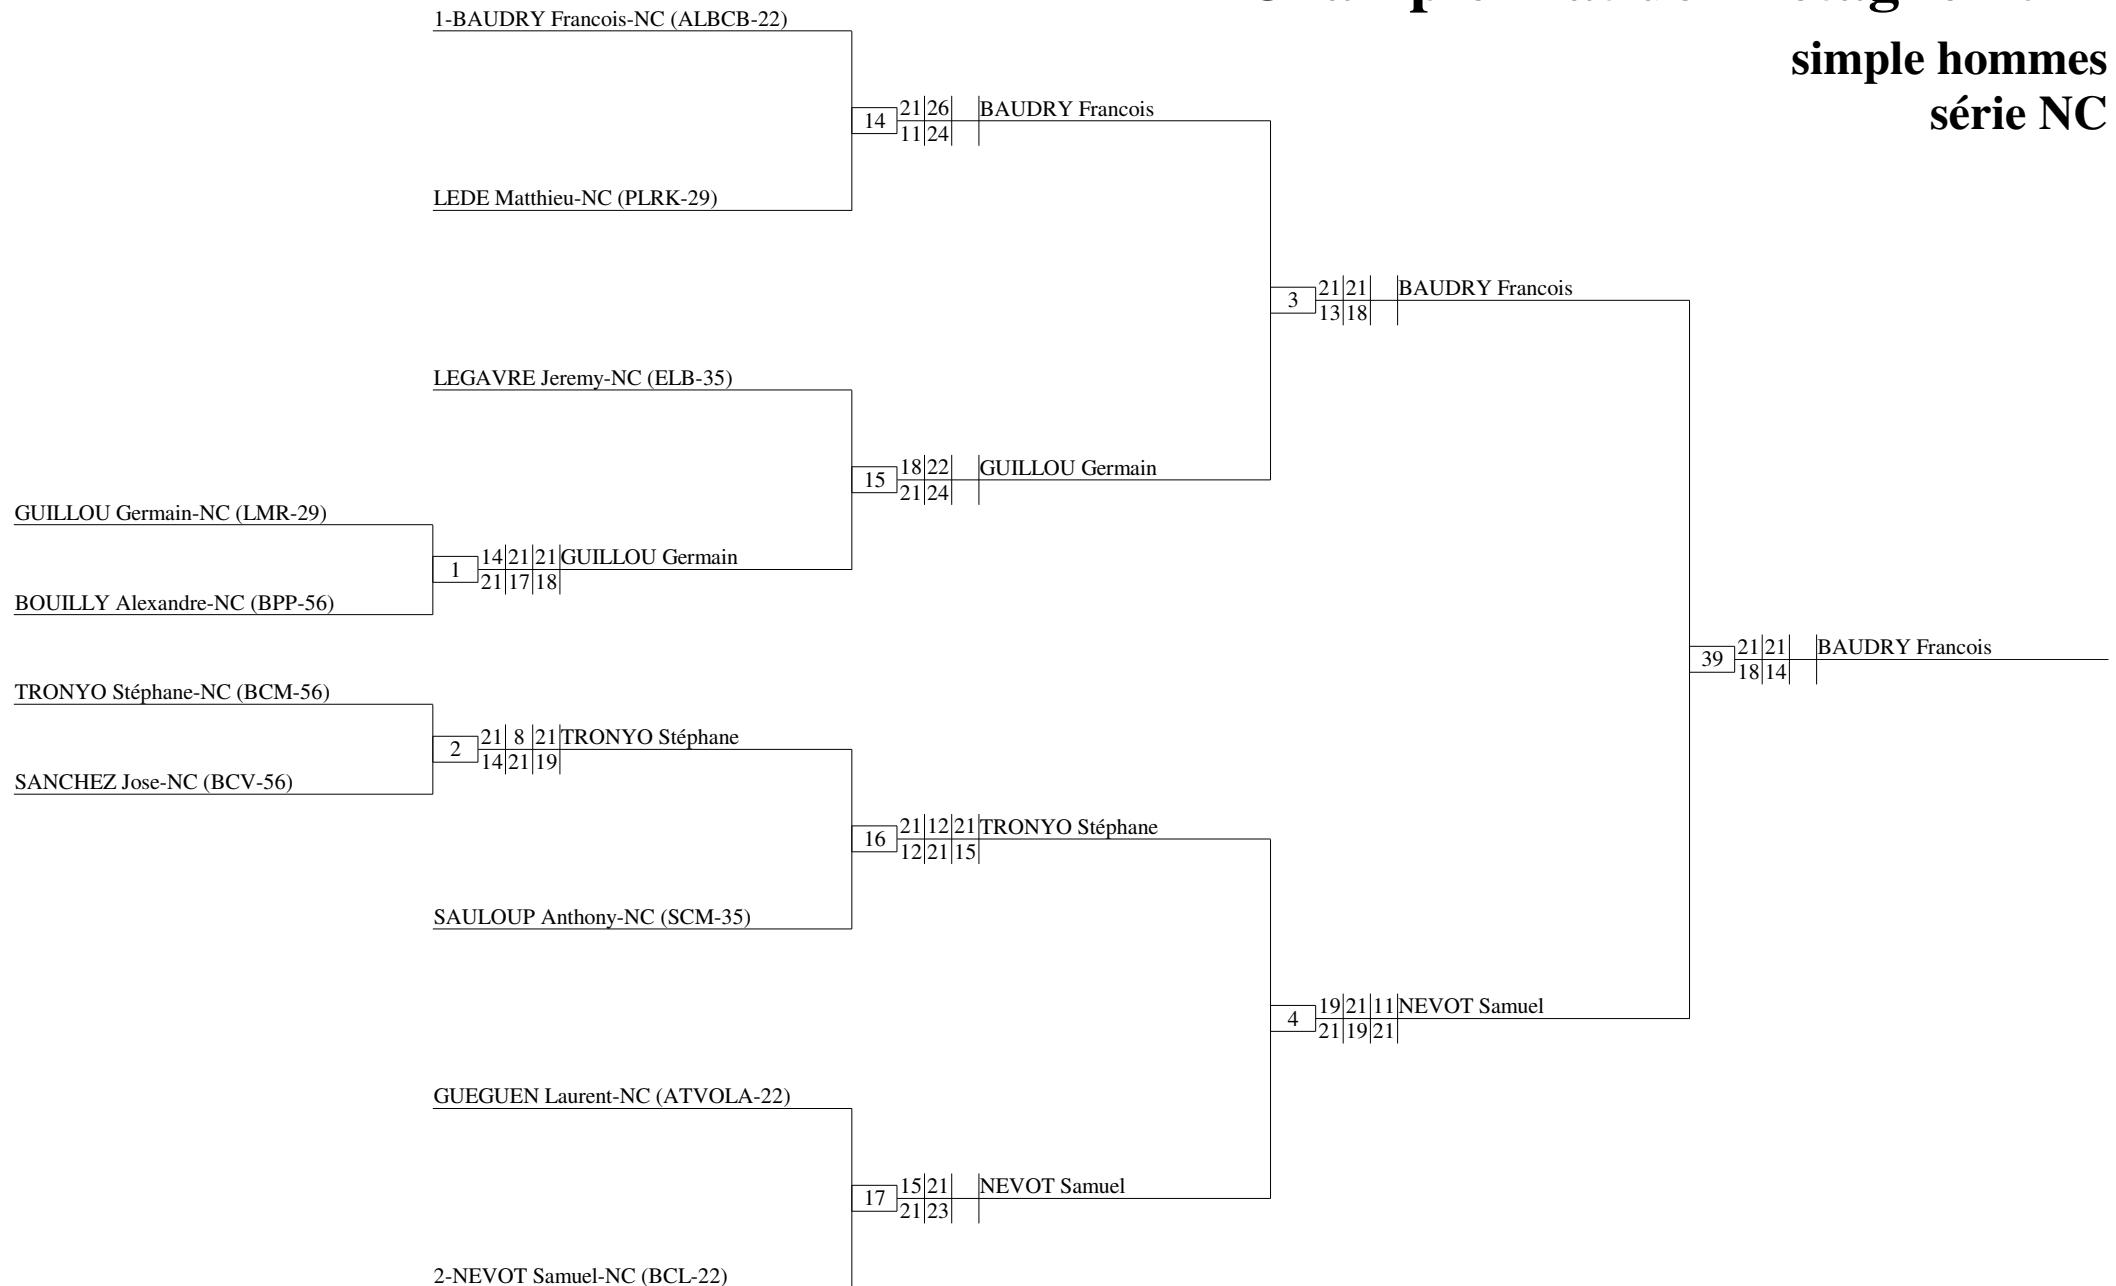 simple hommes
série NC
1-BAUDRY Francois-NC (ALBCB-22)
14 21 26 BAUDRY Francois
11 24
LEDE Matthieu-NC (PLRK-29)
3 21 21 BAUDRY Francois
13 18
LEGAVRE Jeremy-NC (ELB-35)
15 18 22 GUILLOU Germain
21 24
GUILLOU Germain-NC (LMR-29)
1 14 21 21 GUILLOU Germain
21 17 18
BOUILLY Alexandre-NC (BPP-56)
39 21 21 BAUDRY Francois
18 14
TRONYO Stéphane-NC (BCM-56)
2 21 8 21 TRONYO Stéphane
14 21 19
SANCHEZ Jose-NC (BCV-56)
16 21 12 21 TRONYO Stéphane
12 21 15
SAULOUP Anthony-NC (SCM-35)
4 19 21 11 NEVOT Samuel
21 19 21
GUEGUEN Laurent-NC (ATVOLA-22)
17 15 21 NEVOT Samuel
21 23
2-NEVOT Samuel-NC (BCL-22)